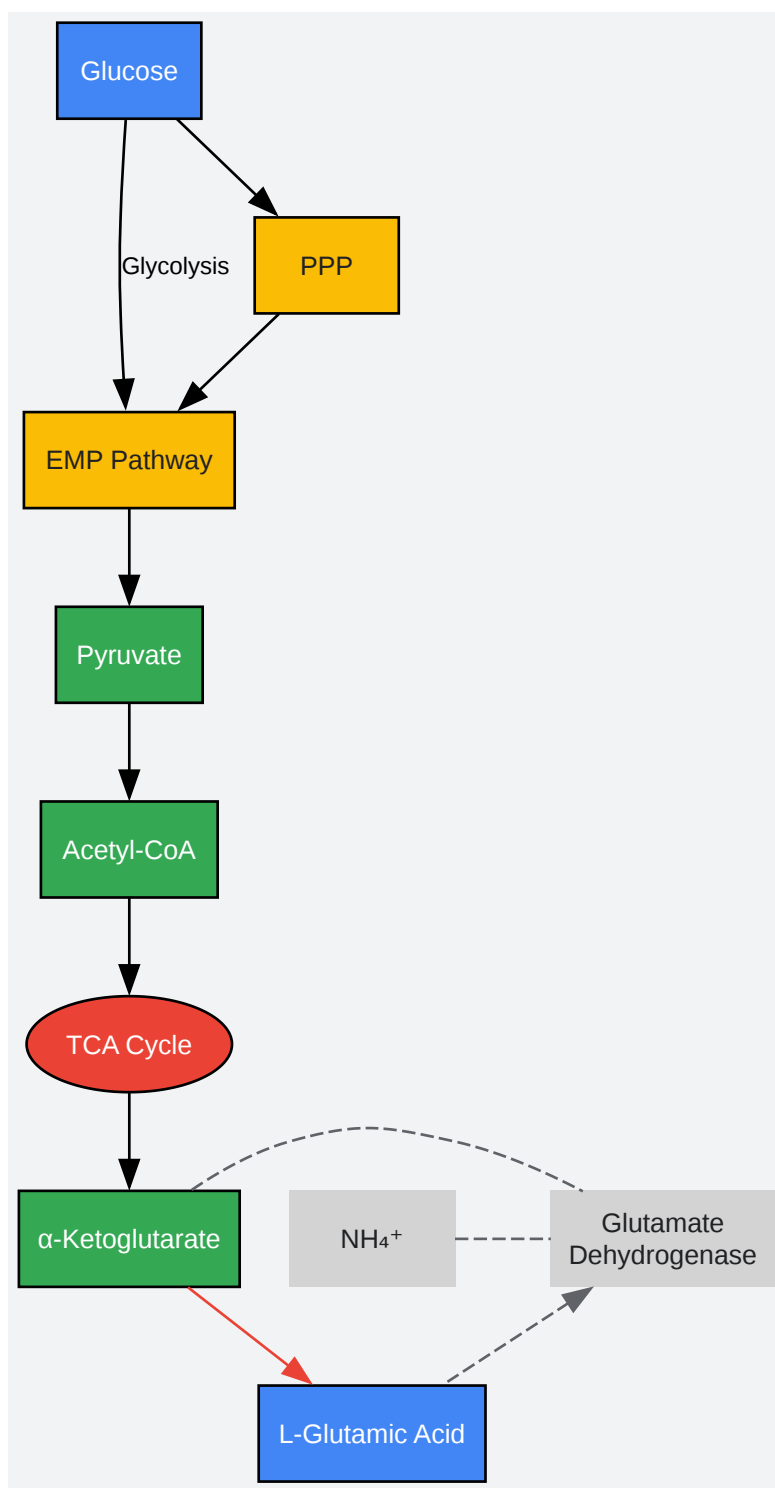 Glucose
Glycolysis
PPP
EMP Pathway
Pyruvate
Acetyl-CoA
TCA Cycle
α-Ketoglutarate
NH₄⁺
Glutamate
Dehydrogenase
L-Glutamic Acid